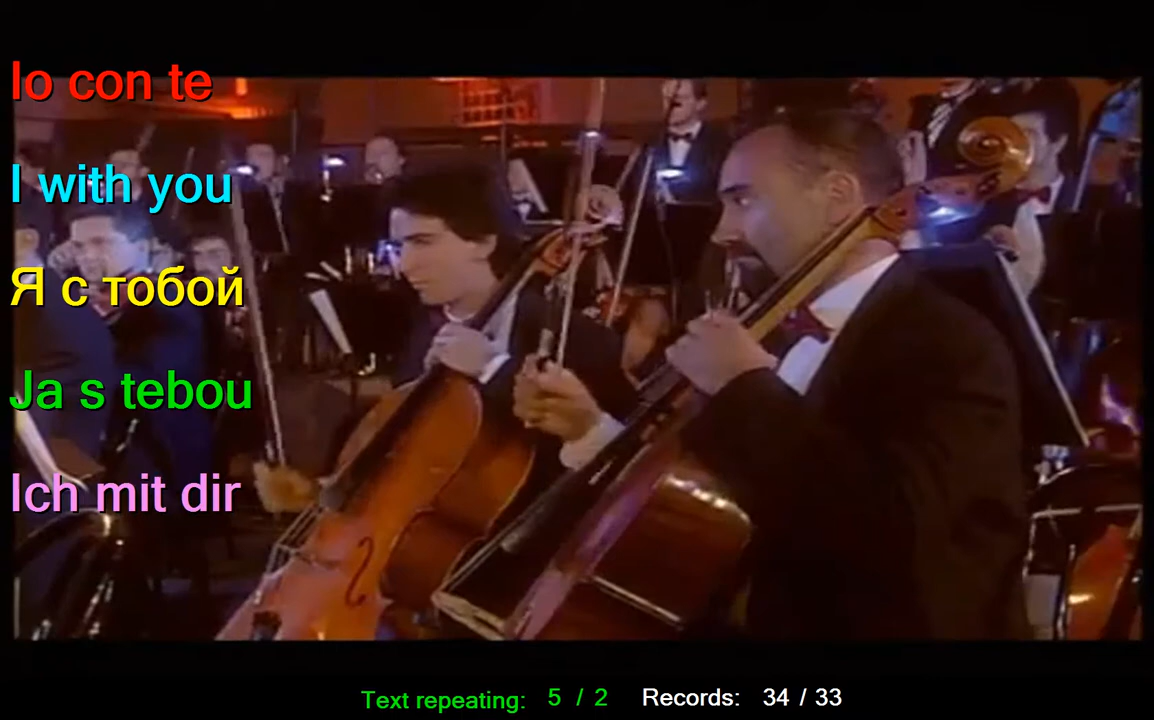 Io con te
I with you
Я с тобой
Ja s tebou
Ich mit dir
Text repeating: 5 / 2 Records: 34 / 33